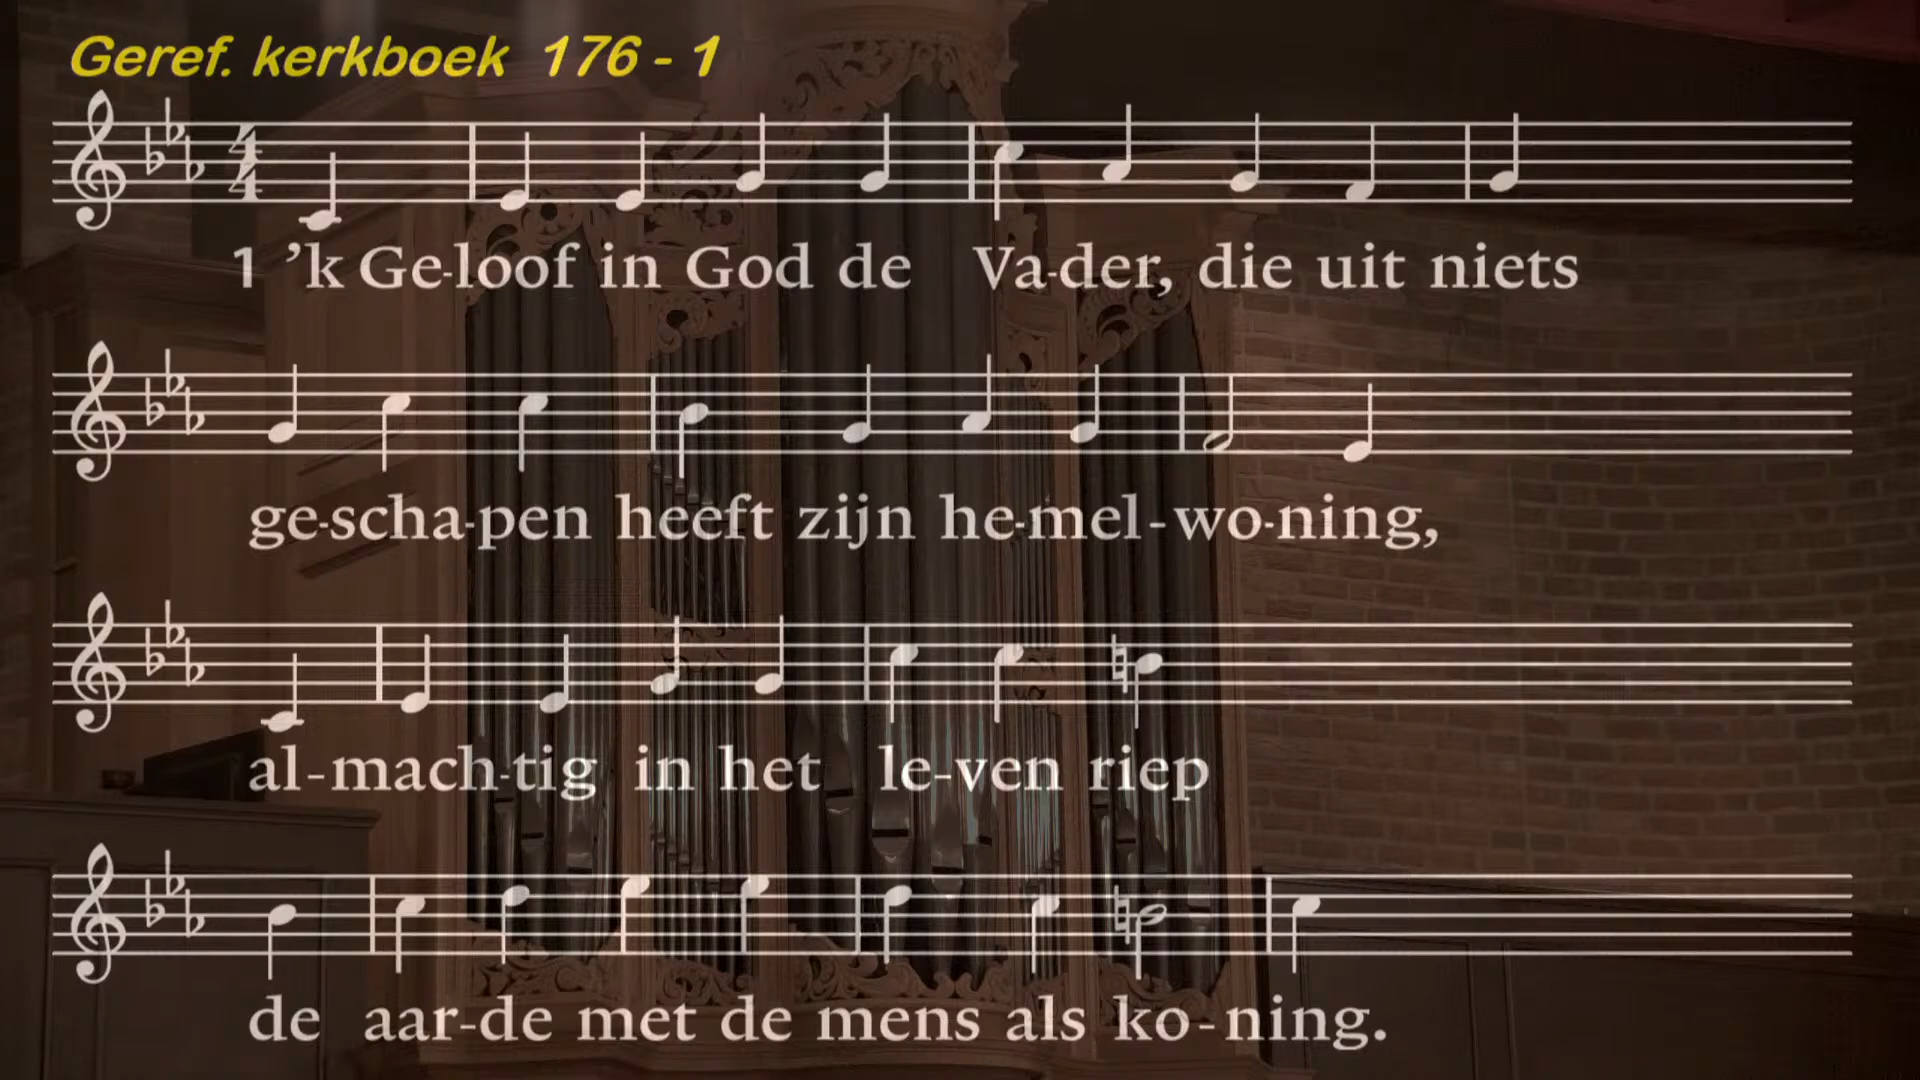 Geref. kerkboek 176 - 1
1 ’k Ge-loof in God de Va-der, die uit niets
ge-scha-pen heeft zijn he-mel-wo-ning,
al-mach-tig in het le-ven riep
de aar-de met de mens als ko-ning.